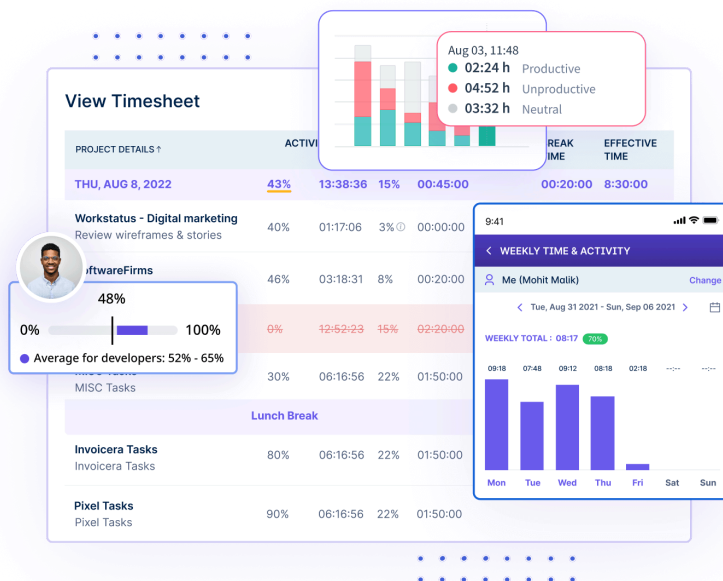 Aug 03, 11:48
02:24 h Productive
04:52 h Unproductive
03:32 h Neutral
View Timesheet
PROJECT DETAILS↑ EFFECTIVE TIME
THU, AUG 8, 2022 43% 13:38:36 15% 00:45:00 00:20:00 8:30:00
Workstatus - Digital marketing
Review wireframes & stories
40% 01:17:06 3% 00:00:00
46% 03:18:31 8% 00:20:00
0% 12:52:23 15% 02:20:00
48%
0% 100%
Average for developers: 52% - 65%
MISC Tasks
30% 06:16:56 22% 01:50:00
Lunch Break
Invoicera Tasks
Invoicera Tasks
80% 06:16:56 22% 01:50:00
Pixel Tasks
Pixel Tasks
90% 06:16:56 22% 01:50:00
9:41
WEEKLY TIME & ACTIVITY
Me (Mohit Malik) Change
Tue, Aug 31 2021 - Sun, Sep 06 2021
WEEKLY TOTAL : 08:17 70%
09:18 07:48 09:12 08:18 02:18 --:-- --:--
Mon Tue Wed Thu Fri Sat Sun